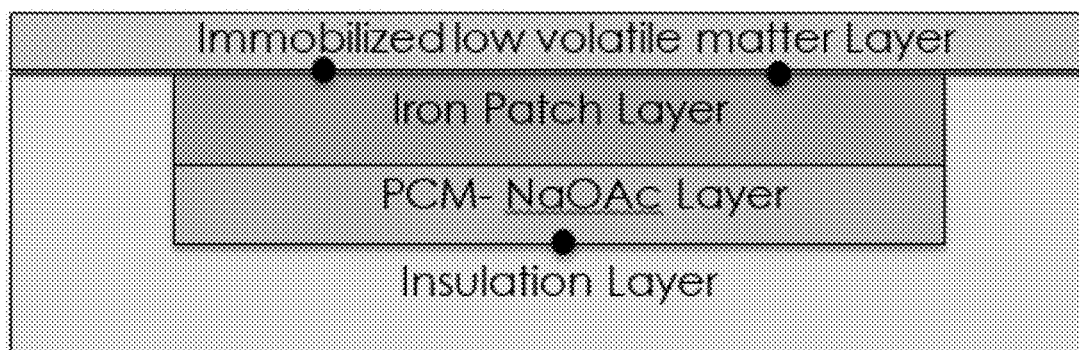 Immobilized low volatile matter Layer
Iron Patch Layer
PCM- NaOAc Layer
Insulation Layer